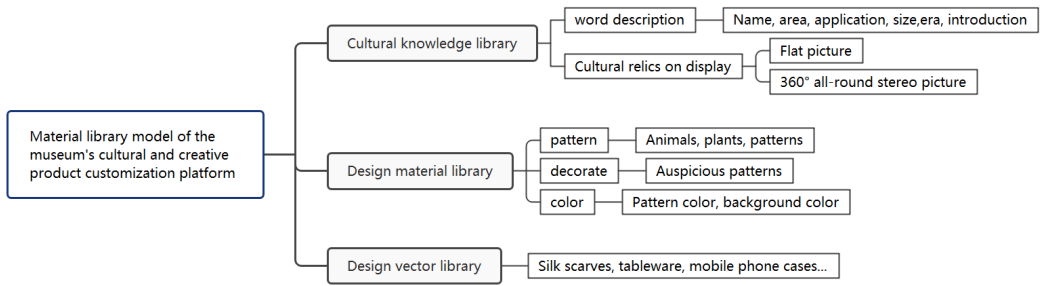 Material library model of the
museum's cultural and creative
product customization platform
Cultural knowledge library
word description
Name, area, application, size,era, introduction
Cultural relics on display
Flat picture
360° all-round stereo picture
Design material library
pattern
Animals, plants, patterns
decorate
Auspicious patterns
color
Pattern color, background color
Design vector library
Silk scarves, tableware, mobile phone cases...